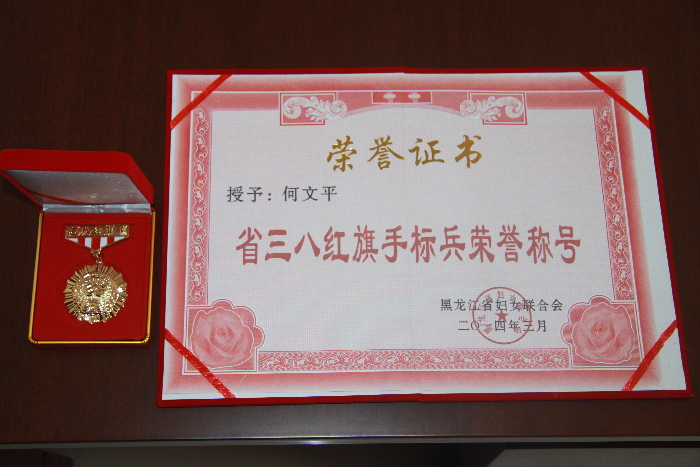 荣誉证书
授予：何文平
省三八红旗手标兵荣誉称号
黑龙江省妇女联合会
二〇一四年三月